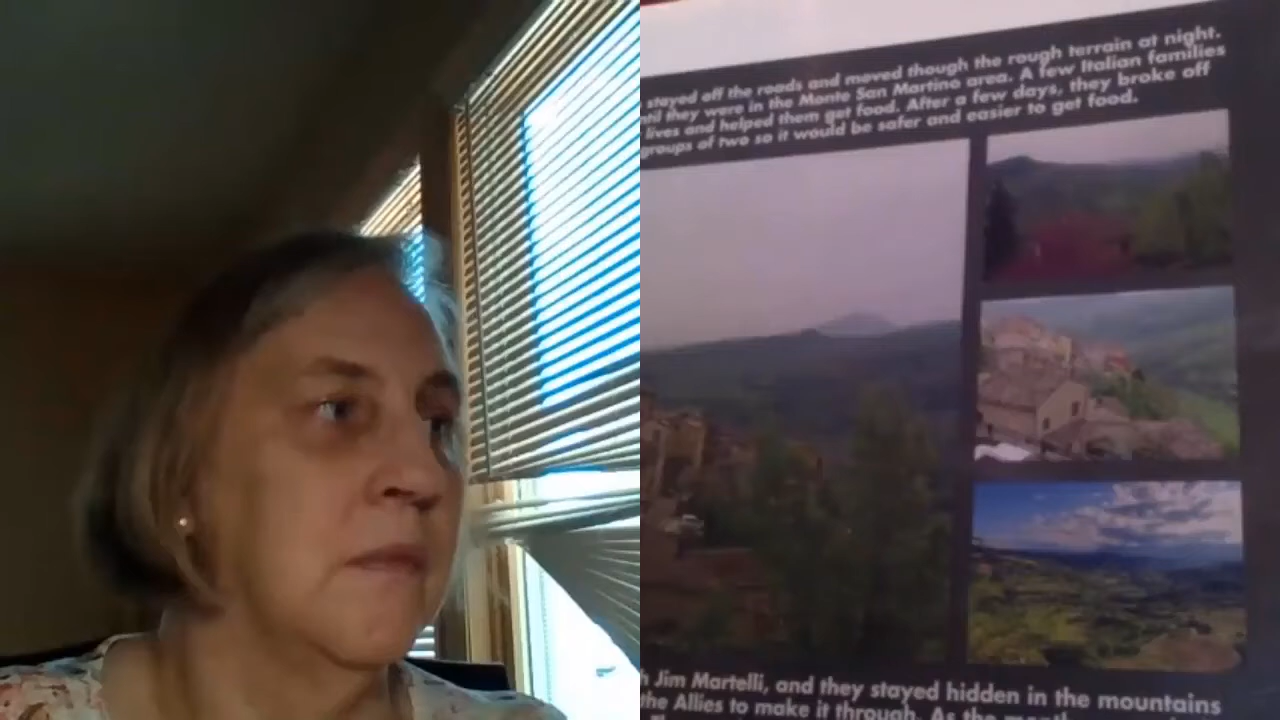 stayed off the roads and moved though the rough terrain at night.
they were in the Monte San Martino area. A few Italian families
lives and helped them get food. After a few days, they broke off
groups of two so it would be safer and easier to get food.
Jim Martelli, and they stayed hidden in the mountains
the Allies to make it through. As the